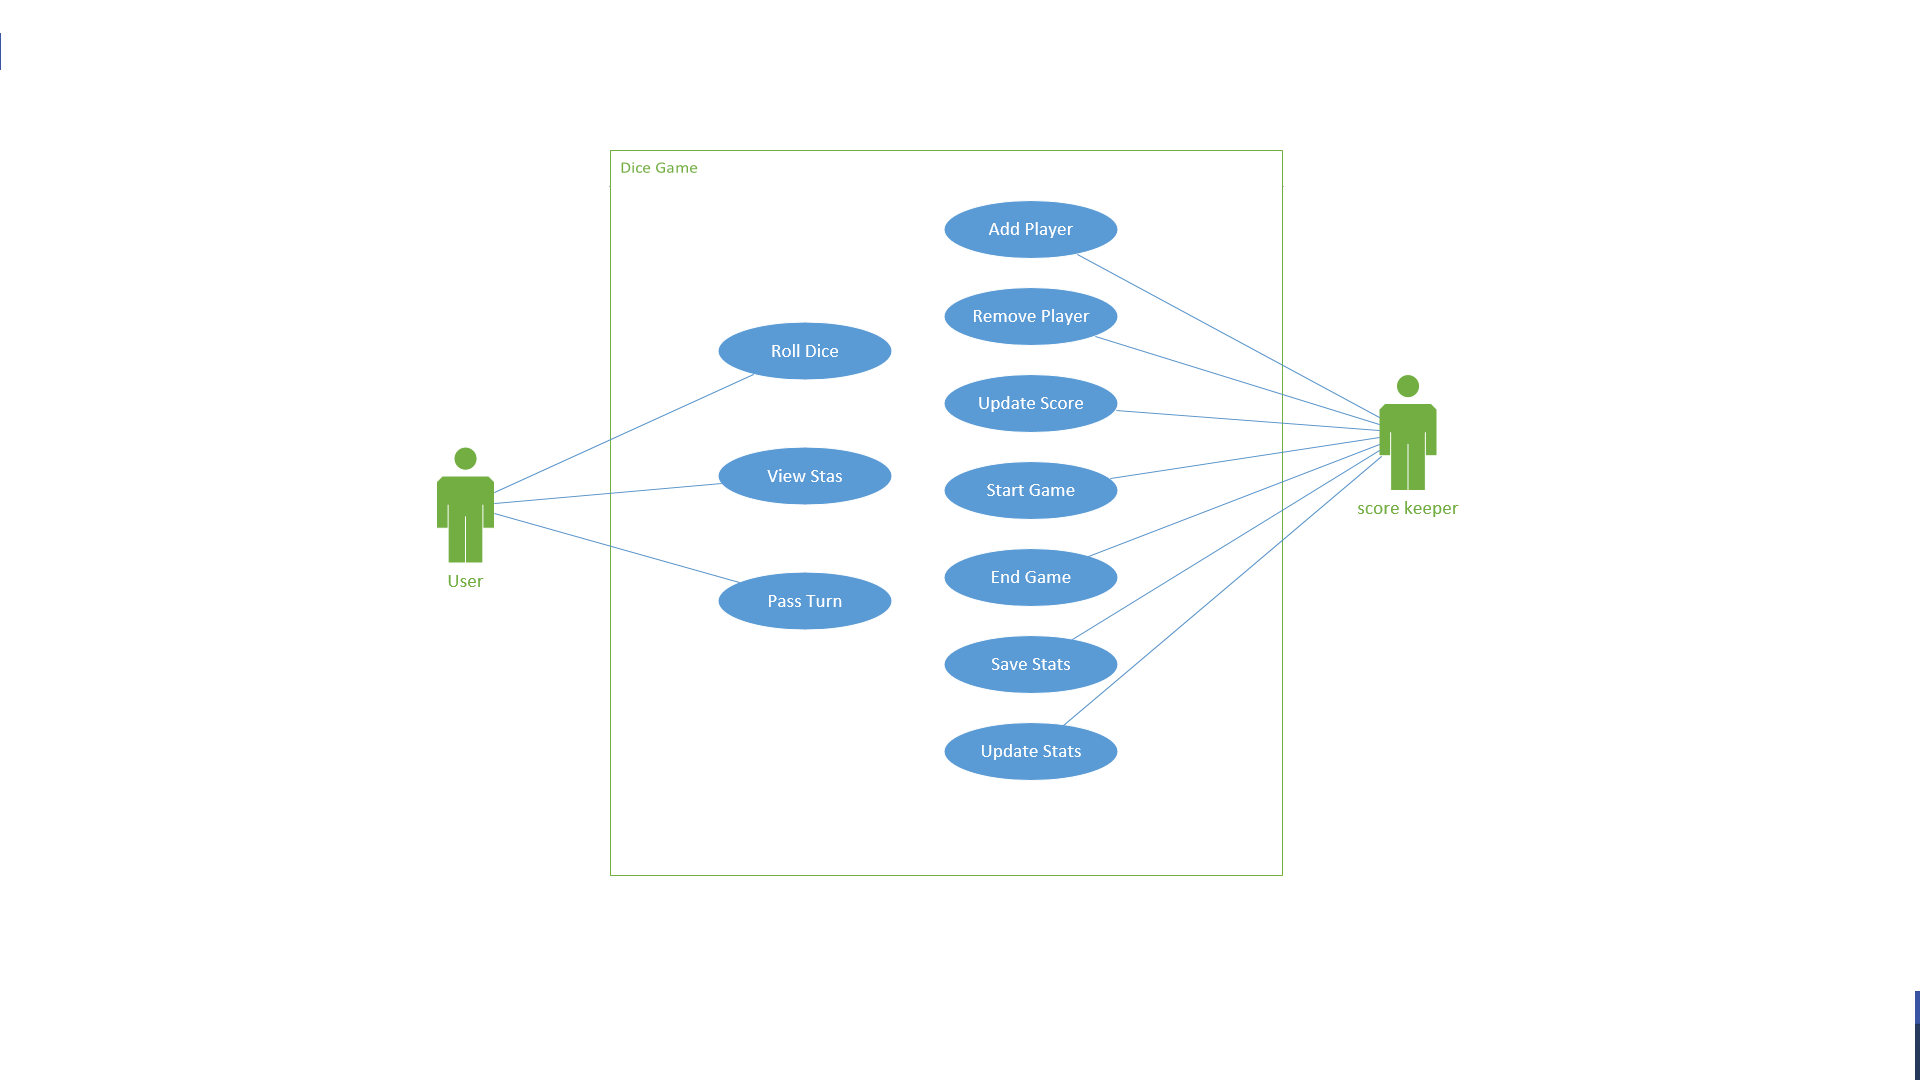 Dice Game
Add Player
Remove Player
Roll Dice
Update Score
View Stas
Start Game
score keeper
End Game
User
Pass Turn
Save Stats
Update Stats